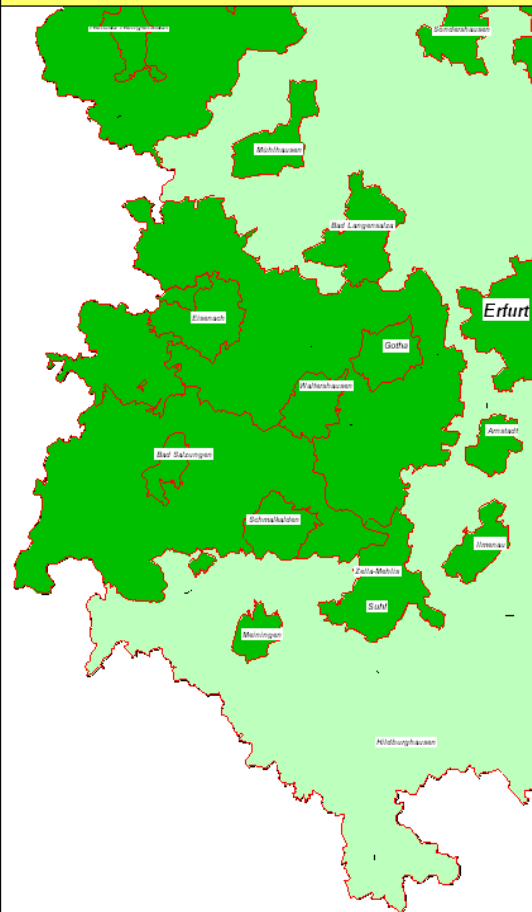 Sondershausen
Mühlhausen
Bad Langensalza
Erfurt
Eisenach
Gotha
Waltershausen
Arnstadt
Bad Salzungen
Schmalkalden
Ilmenau
Zella-Mehlis
Suhl
Meiningen
Hildburghausen